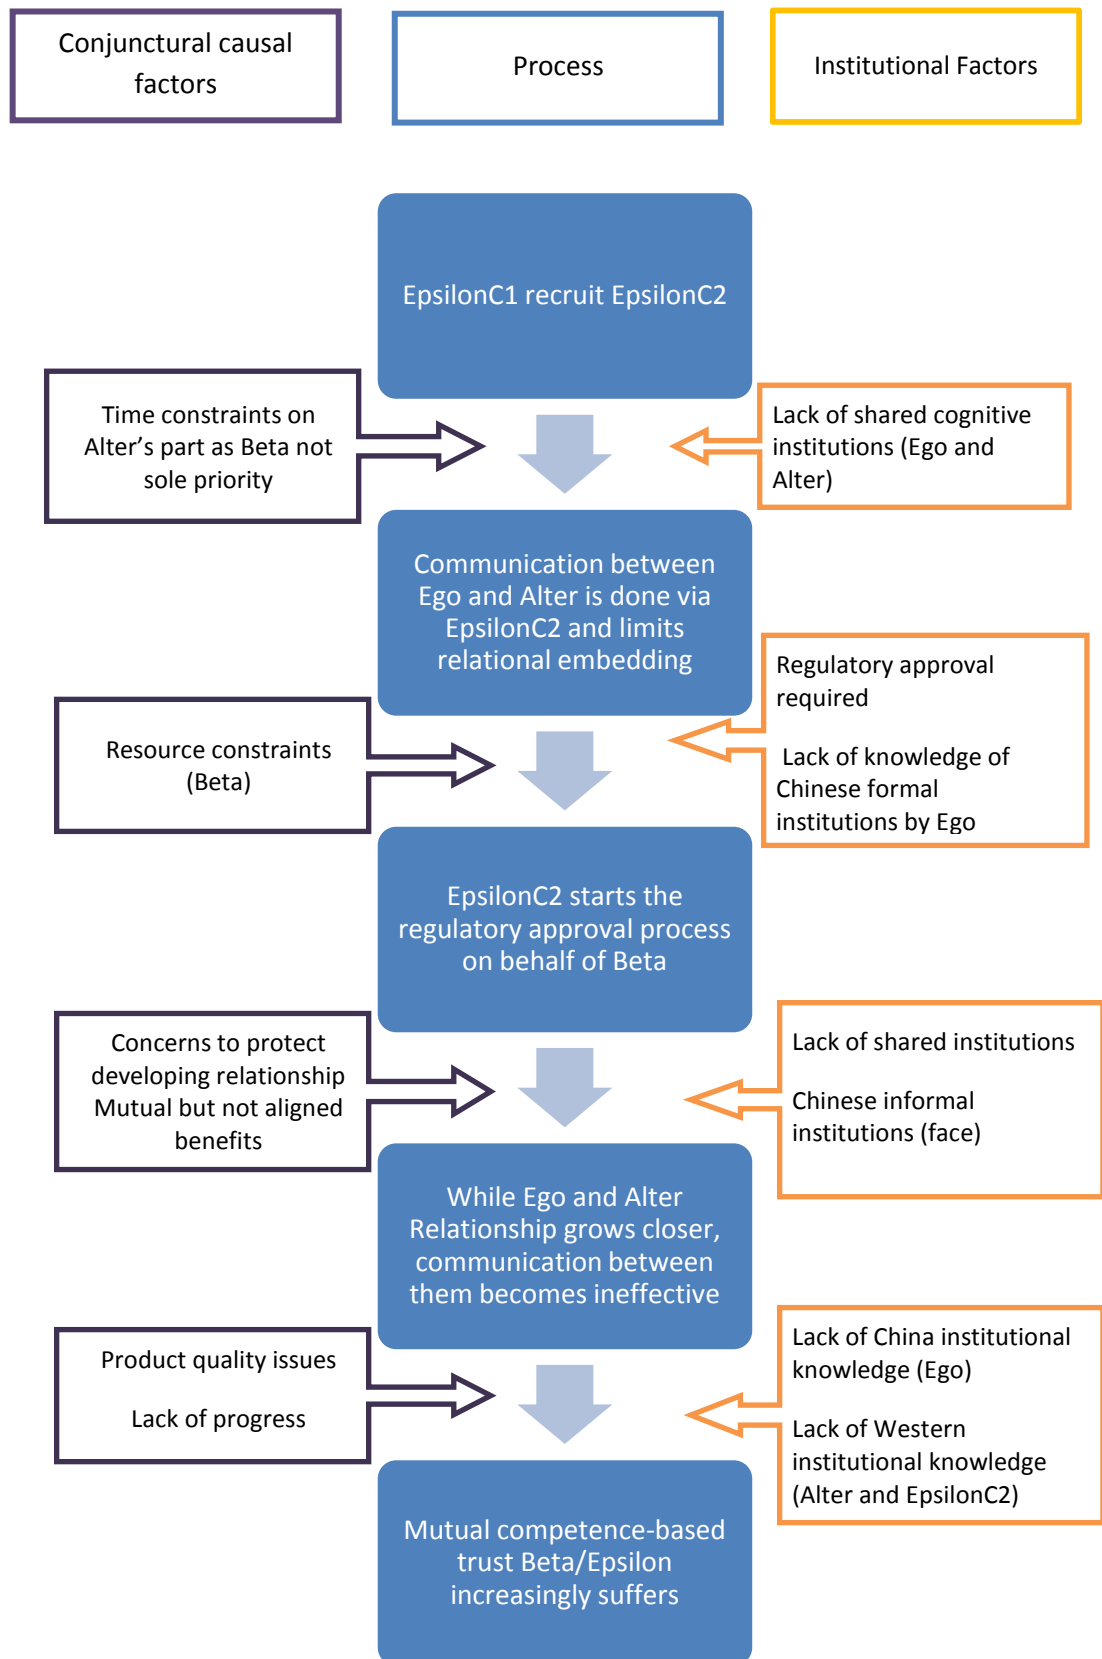 Conjunctural causal
factors
Process
Institutional Factors
EpsilonC1 recruit EpsilonC2
Time constraints on
Alter’s part as Beta not
sole priority
Lack of shared cognitive
institutions (Ego and
Alter)
Communication between
Ego and Alter is done via
EpsilonC2 and limits
relational embedding
Resource constraints
(Beta)
Regulatory approval
required
Lack of knowledge of
Chinese formal
institutions by Ego
EpsilonC2 starts the
regulatory approval process
on behalf of Beta
Concerns to protect
developing relationship
Mutual but not aligned
benefits
Lack of shared institutions
Chinese informal
institutions (face)
While Ego and Alter
Relationship grows closer,
communication between
them becomes ineffective
Product quality issues
Lack of progress
Lack of China institutional
knowledge (Ego)
Lack of Western
institutional knowledge
(Alter and EpsilonC2)
Mutual competence-based
trust Beta/Epsilon
increasingly suffers